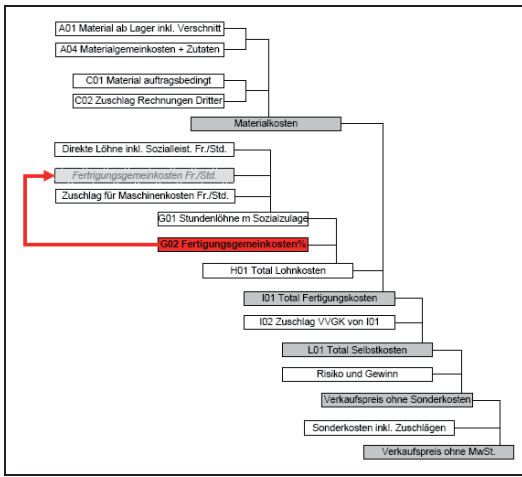 A01 Material ab Lager inkl. Verschnitt
A04 Materialgemeinkosten + Zutaten
C01 Material auftragsbedingt
C02 Zuschlag Rechnungen Dritter
Materialkosten
Direkte Löhne inkl. Sozialleist. Fr./Std.
Fertrigungsgemeinkosten Fr./Std.
Zuschlag für Maschinenkosten Fr./Std.
G01 Stundenlöhne m Sozialzulage
G02 Fertigungsgemeinkosten%
H01 Total Lohnkosten
I01 Total Fertigungskosten
I02 Zuschlag VVGK von I01
L01 Total Selbstkosten
Risiko und Gewinn
Verkaufspreis ohne Sonderkosten
Sonderkosten inkl. Zuschlägen
Verkaufspreis ohne MwSt.